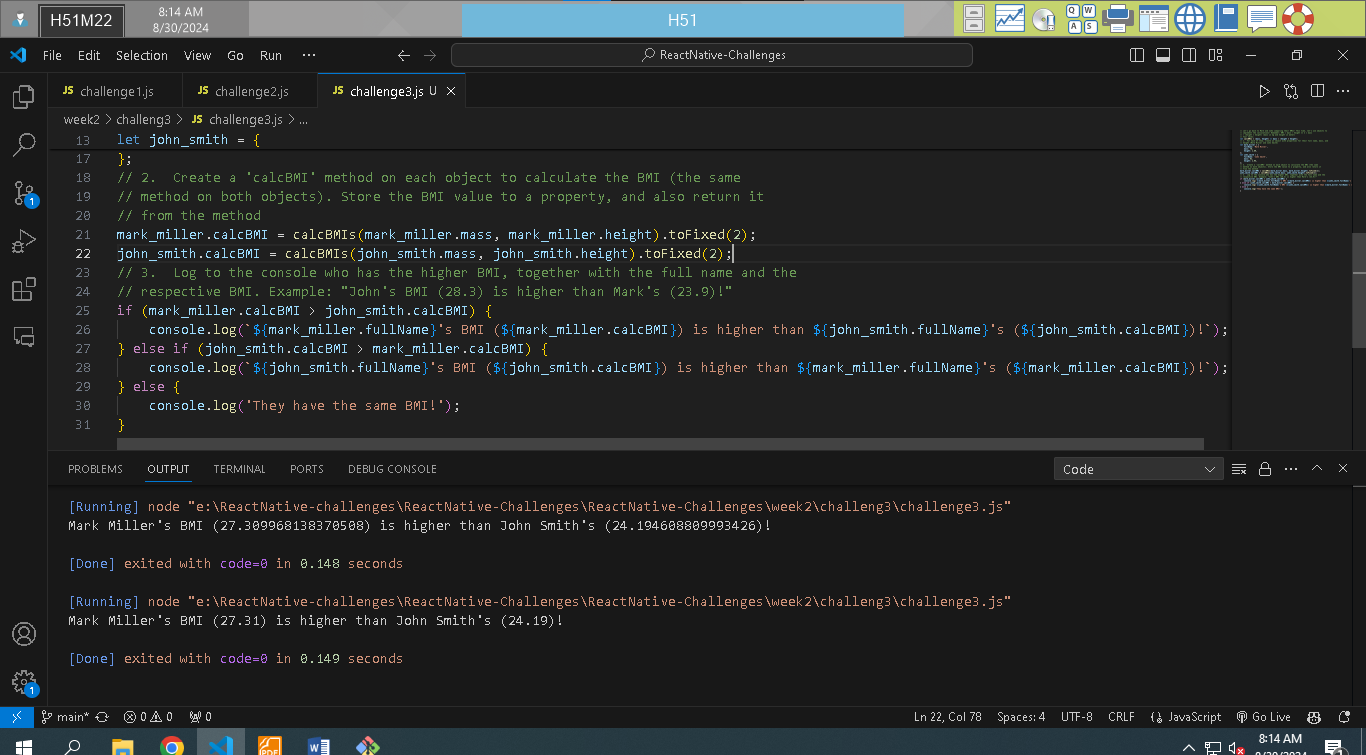 H51M22
8:14 AM
8/30/2024
H51
Q W
A S
File Edit Selection View Go Run ···
ReactNative-Challenges
JS challenge1.js
JS challenge2.js
JS challenge3.js U
week2 > challeng3 > JS challenge3.js > ...
13 let john_smith = {
17 };
18 // 2.  Create a 'calcBMI' method on each object to calculate the BMI (the same
19 // method on both objects). Store the BMI value to a property, and also return it
20 // from the method
21 mark_miller.calcBMI = calcBMIs(mark_miller.mass, mark_miller.height).toFixed(2);
22 john_smith.calcBMI = calcBMIs(john_smith.mass, john_smith.height).toFixed(2);
23 // 3.  Log to the console who has the higher BMI, together with the full name and the
24 // respective BMI. Example: "John's BMI (28.3) is higher than Mark's (23.9)!"
25 if (mark_miller.calcBMI > john_smith.calcBMI) {
26     console.log(`${mark_miller.fullName}'s BMI (${mark_miller.calcBMI}) is higher than ${john_smith.fullName}'s (${john_smith.calcBMI})!`);
27 } else if (john_smith.calcBMI > mark_miller.calcBMI) {
28     console.log(`${john_smith.fullName}'s BMI (${john_smith.calcBMI}) is higher than ${mark_miller.fullName}'s (${mark_miller.calcBMI})!`);
29 } else {
30     console.log('They have the same BMI!');
31 }
PROBLEMS OUTPUT TERMINAL PORTS DEBUG CONSOLE
Code
[Running] node "e:\ReactNative-challenges\ReactNative-Challenges\ReactNative-Challenges\week2\challeng3\challenge3.js"
Mark Miller's BMI (27.309968138370508) is higher than John Smith's (24.194608809993426)!
[Done] exited with code=0 in 0.148 seconds
[Running] node "e:\ReactNative-challenges\ReactNative-Challenges\ReactNative-Challenges\week2\challeng3\challenge3.js"
Mark Miller's BMI (27.31) is higher than John Smith's (24.19)!
[Done] exited with code=0 in 0.149 seconds
1
1
main* 0 0 0
Ln 22, Col 78 Spaces: 4 UTF-8 CRLF JavaScript Go Live
PDF
8:14 AM